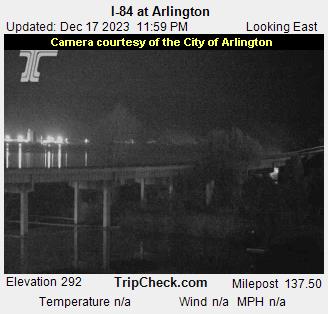 I-84 at Arlington
Updated: Dec 17 2023 11:59 PM Looking East
Camera courtesy of the City of Arlington
Elevation 292 TripCheck.com Milepost 137.50
Temperature n/a Wind n/a MPH n/a